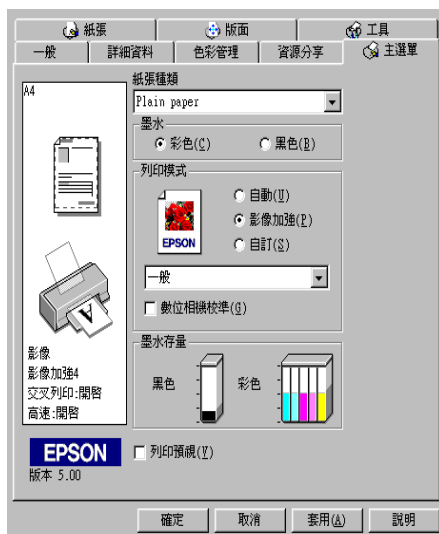 紙張 版面 工具
一般 詳細資料 色彩管理 資源分享 主選單
A4
紙張種類
Plain paper
墨水
彩色(C) 黑色(B)
列印模式
EPSON
自動(U)
影像加強(P)
自訂(S)
一般
數位相機校準(G)
影像
影像加強4
交叉列印:開啓
高速:開啓
墨水存量
黑色 彩色
EPSON
版本 5.00
列印預視(V)
確定 取消 套用(A) 說明